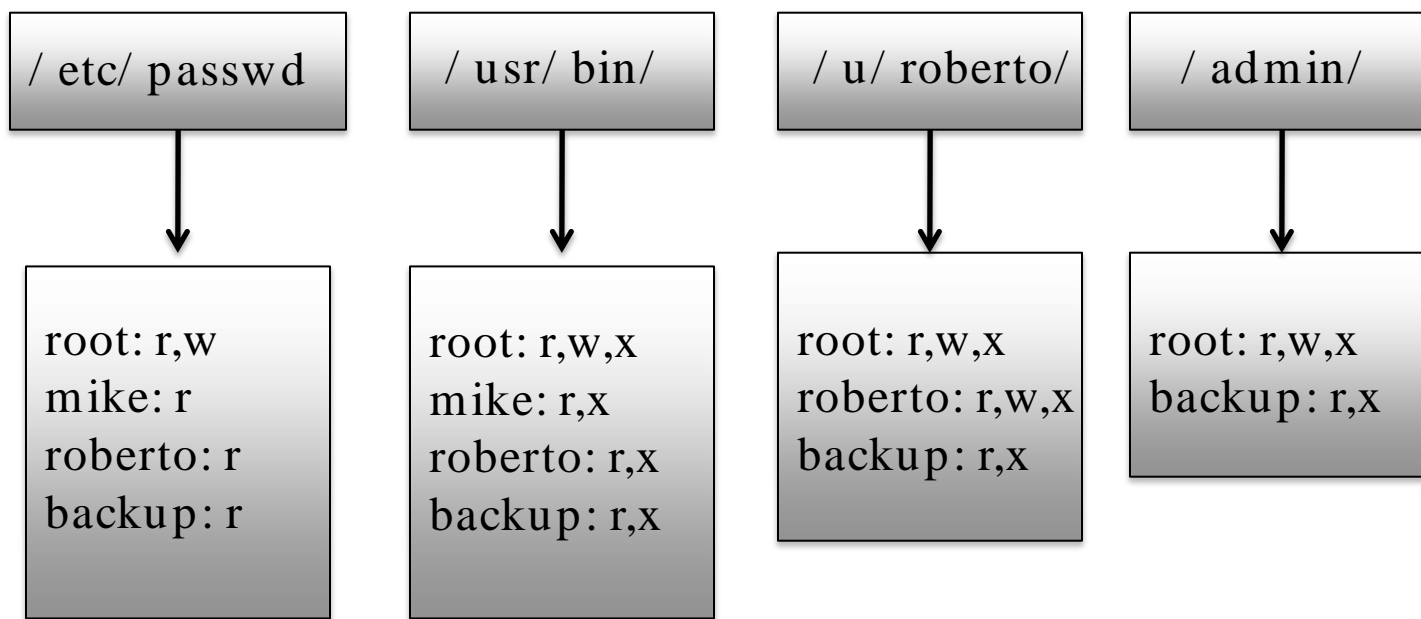 / etc/ passwd
root: r,w
mike: r
roberto: r
backup: r
/ usr/ bin/
root: r,w,x
mike: r,x
roberto: r,x
backup: r,x
/ u/ roberto/
root: r,w,x
roberto: r,w,x
backup: r,x
/ admin/
root: r,w,x
backup: r,x